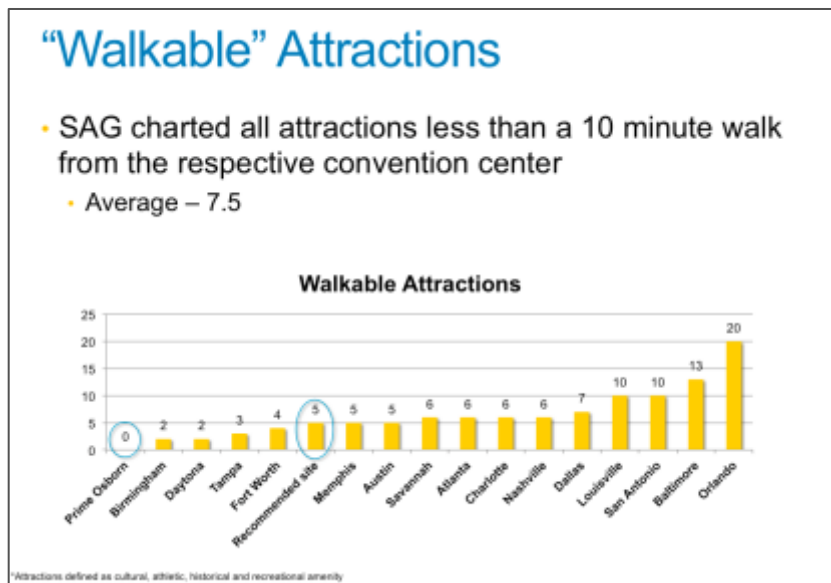 “Walkable” Attractions
• SAG charted all attractions less than a 10 minute walk
from the respective convention center
• Average – 7.5
Walkable Attractions
25
20
15
10
5
0
0
2
2
3
4
5
5
5
6
6
6
6
7
10
10
13
20
Prime Osborn
Birmingham
Daytona
Tampa
Fort Worth
Recommended site
Memphis
Austin
Savannah
Atlanta
Charlotte
Nashville
Dallas
Louisville
San Antonio
Baltimore
Orlando
*Attractions defined as cultural, athletic, historical and recreational amenity